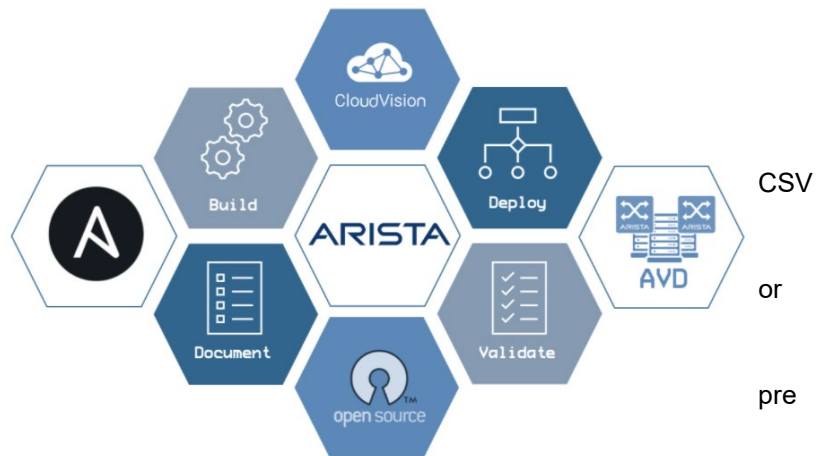 CloudVision
Build
Deploy
CSV
ARISTA
ARISTA ARISTA
AVD
or
Document
Validate
open source
TM
pre